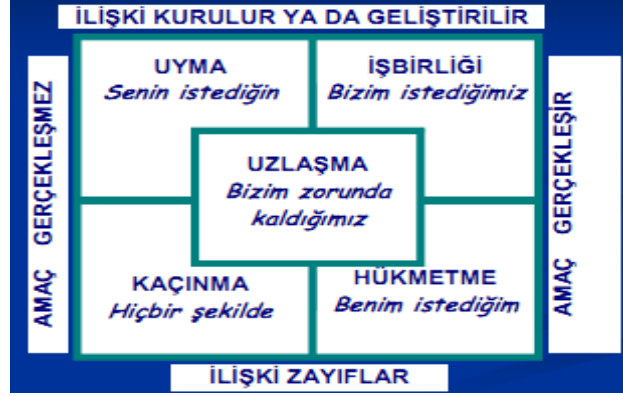 İLİŞKİ KURULUR YA DA GELİŞTİRİLİR
AMAÇ GERÇEKLEŞMEZ
UYMA
Senin istediğin
İŞBİRLİĞİ
Bizim istediğimiz
UZLAŞMA
Bizim zorunda
kaldığımız
KAÇINMA
Hiçbir şekilde
HÜKMETME
Benim istediğim
AMAÇ GERÇEKLEŞİR
İLİŞKİ ZAYIFLAR